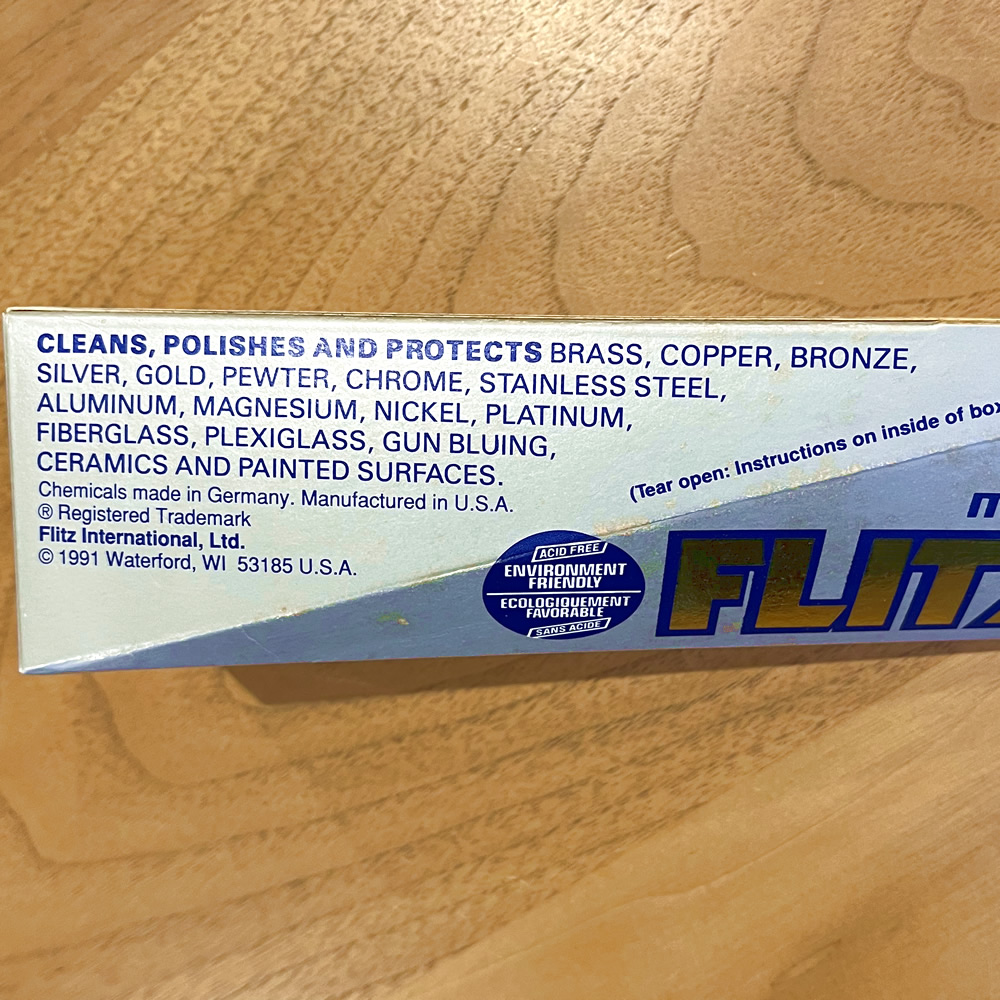 CLEANS, POLISHES AND PROTECTS BRASS, COPPER, BRONZE,
SILVER, GOLD, PEWTER, CHROME, STAINLESS STEEL,
ALUMINUM, MAGNESIUM, NICKEL, PLATINUM,
FIBERGLASS, PLEXIGLASS, GUN BLUING,
CERAMICS AND PAINTED SURFACES.
Chemicals made in Germany. Manufactured in U.S.A.
® Registered Trademark
Flitz International, Ltd.
© 1991 Waterford, WI 53185 U.S.A.
(Tear open: Instructions on inside of box
ACID FREE
ENVIRONMENT
FRIENDLY
ECOLOGIQUEMENT
FAVORABLE
SANS ACIDE
FLITZ